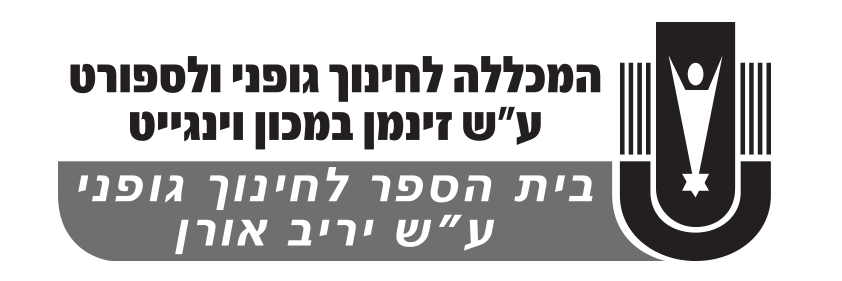 המכללה לחינוך גופני ולספורט
ע״ש זינמן במכון וינגייט
בית הספר לחינוך גופני
ע״ש יריב אורן